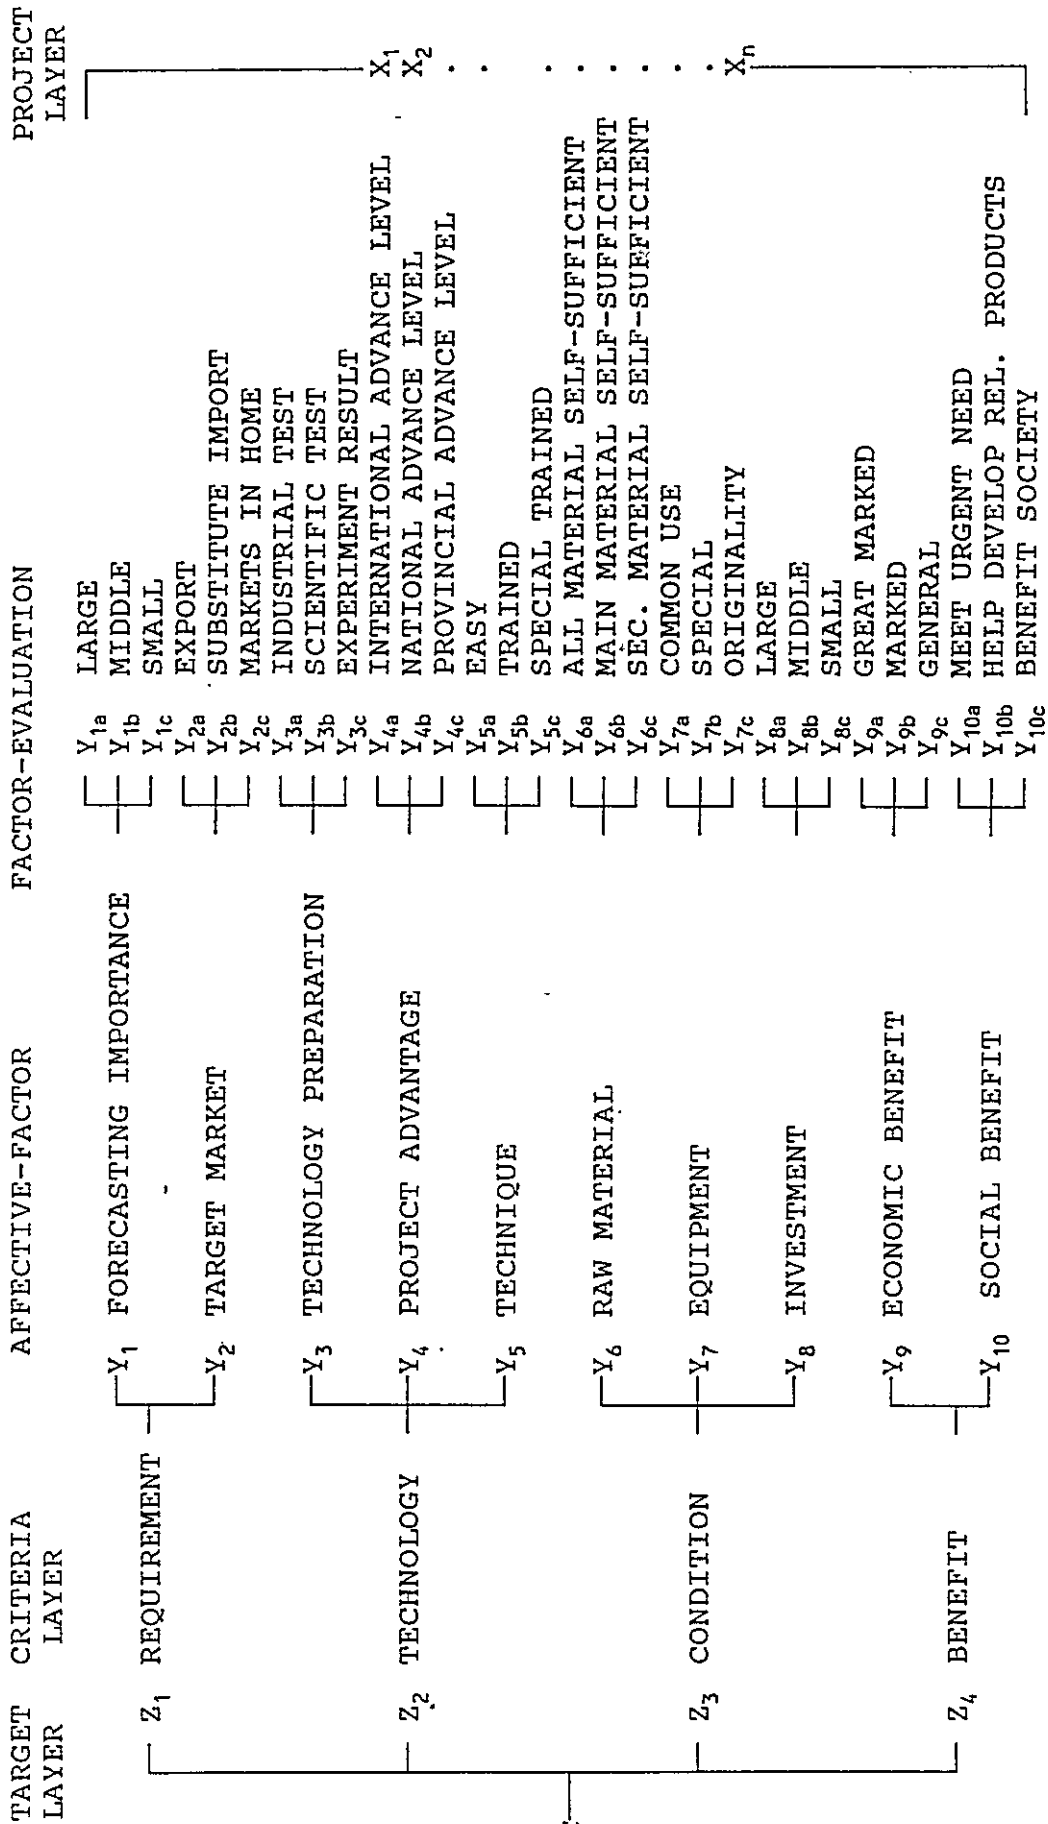 TARGET LAYER
CRITERIA LAYER
AFFECTIVE-FACTOR
FACTOR-EVALUATION
PROJECT LAYER
Z1 REQUIREMENT
Z2 TECHNOLOGY
Z3 CONDITION
Z4 BENEFIT
Y1 FORECASTING IMPORTANCE
Y2 TARGET MARKET
Y3 TECHNOLOGY PREPARATION
Y4 PROJECT ADVANTAGE
Y5 TECHNIQUE
Y6 RAW MATERIAL
Y7 EQUIPMENT
Y8 INVESTMENT
Y9 ECONOMIC BENEFIT
Y10 SOCIAL BENEFIT
Y1a LARGE
Y1b MIDDLE
Y1c SMALL
Y2a EXPORT
Y2b SUBSTITUTE IMPORT
Y2c MARKETS IN HOME
Y3a INDUSTRIAL TEST
Y3b SCIENTIFIC TEST
Y3c EXPERIMENT RESULT
Y4a INTERNATIONAL ADVANCE LEVEL
Y4b NATIONAL ADVANCE LEVEL
Y4c PROVINCIAL ADVANCE LEVEL
Y5a EASY
Y5b TRAINED
Y5c SPECIAL TRAINED
Y6a ALL MATERIAL SELF-SUFFICIENT
Y6b MAIN MATERIAL SELF-SUFFICIENT
Y6c SEC. MATERIAL SELF-SUFFICIENT
Y7a COMMON USE
Y7b SPECIAL
Y7c ORIGINALITY
Y8a LARGE
Y8b MIDDLE
Y8c SMALL
Y9a GREAT MARKED
Y9b MARKED
Y9c GENERAL
Y10a MEET URGENT NEED
Y10b HELP DEVELOP REL. PRODUCTS
Y10c BENEFIT SOCIETY
X1
X2
Xn